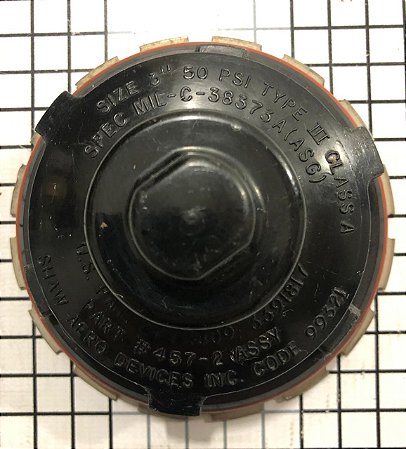 SIZE 3" 50 PSI TYPE III CLASS A
SPEC MIL-C-38373A (ASG)
U.S.
PART # 457-2 ASSY
SHAW AERO DEVICES INC. CODE 99321